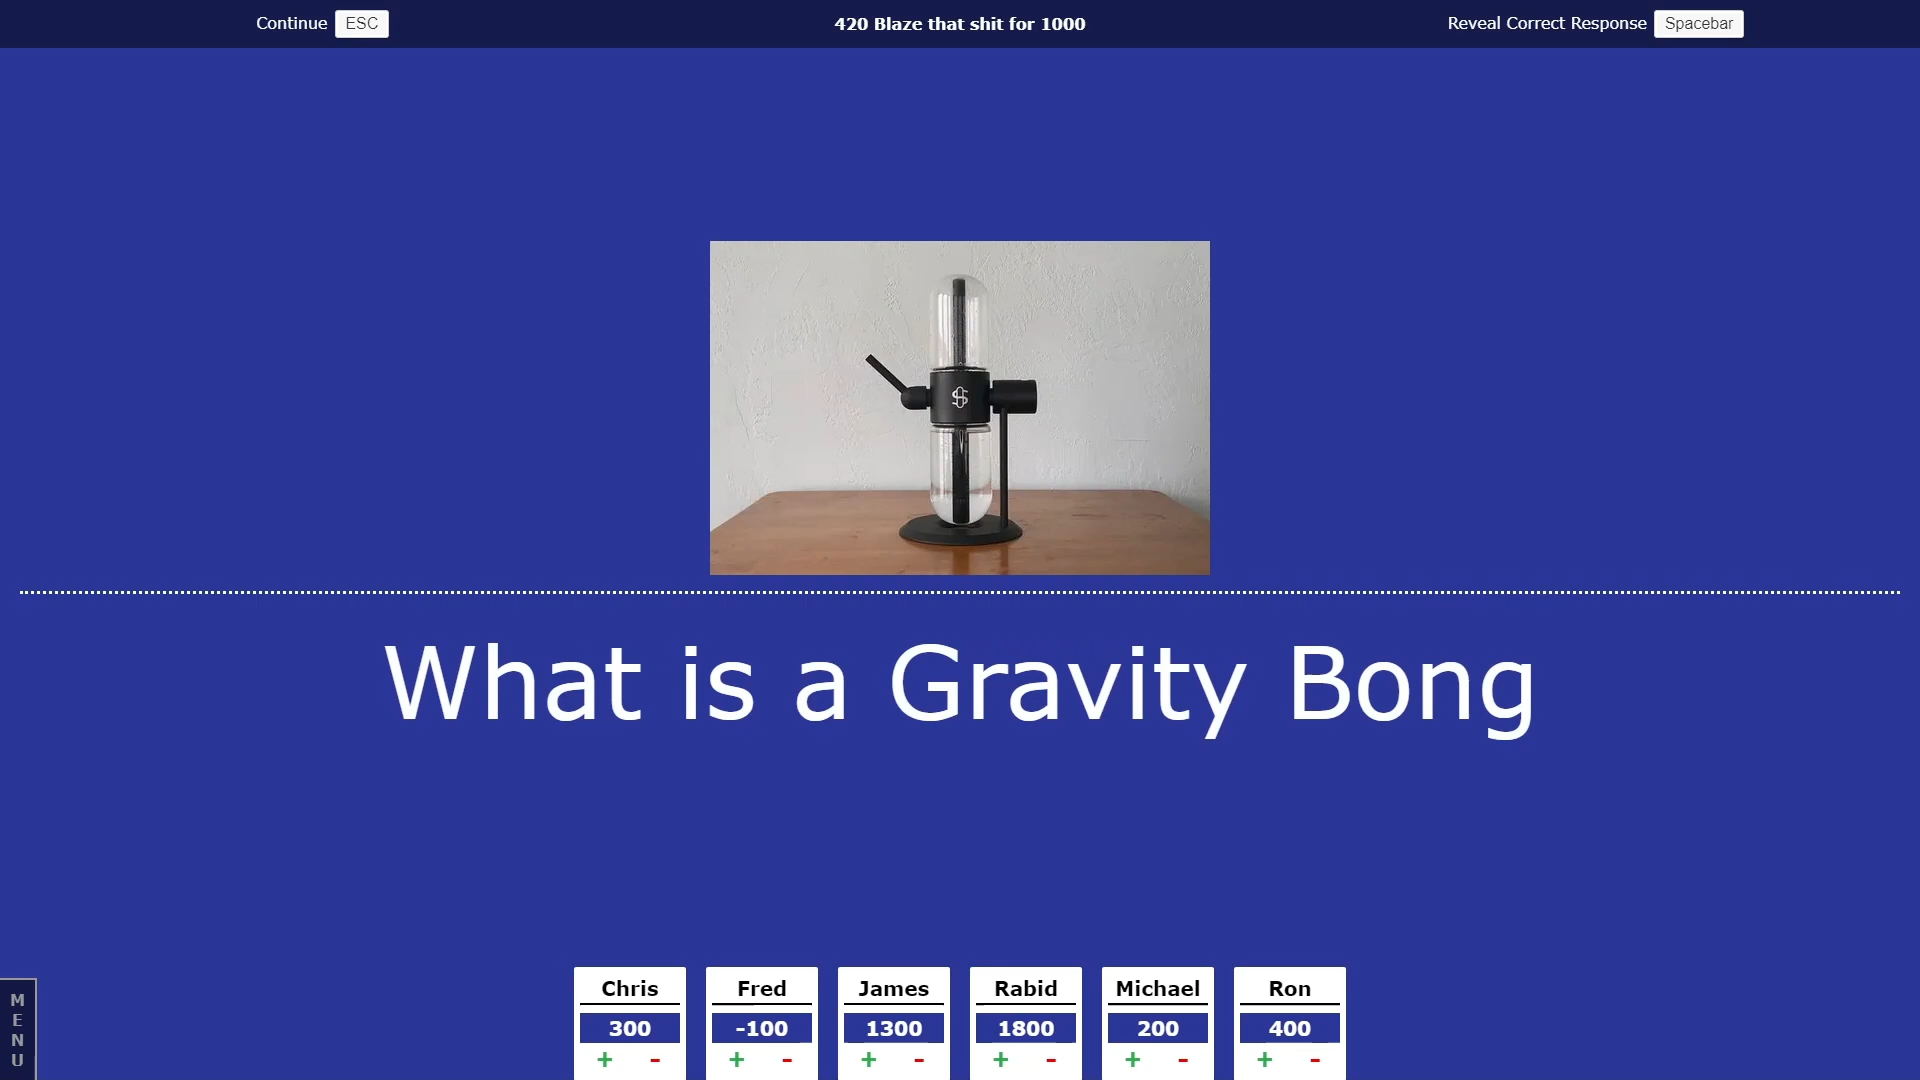 Continue ESC
420 Blaze that shit for 1000
Reveal Correct Response Spacebar
What is a Gravity Bong
MENU
Chris Fred James Rabid Michael Ron
300 -100 1300 1800 200 400
+ - + - + - + - + - + -